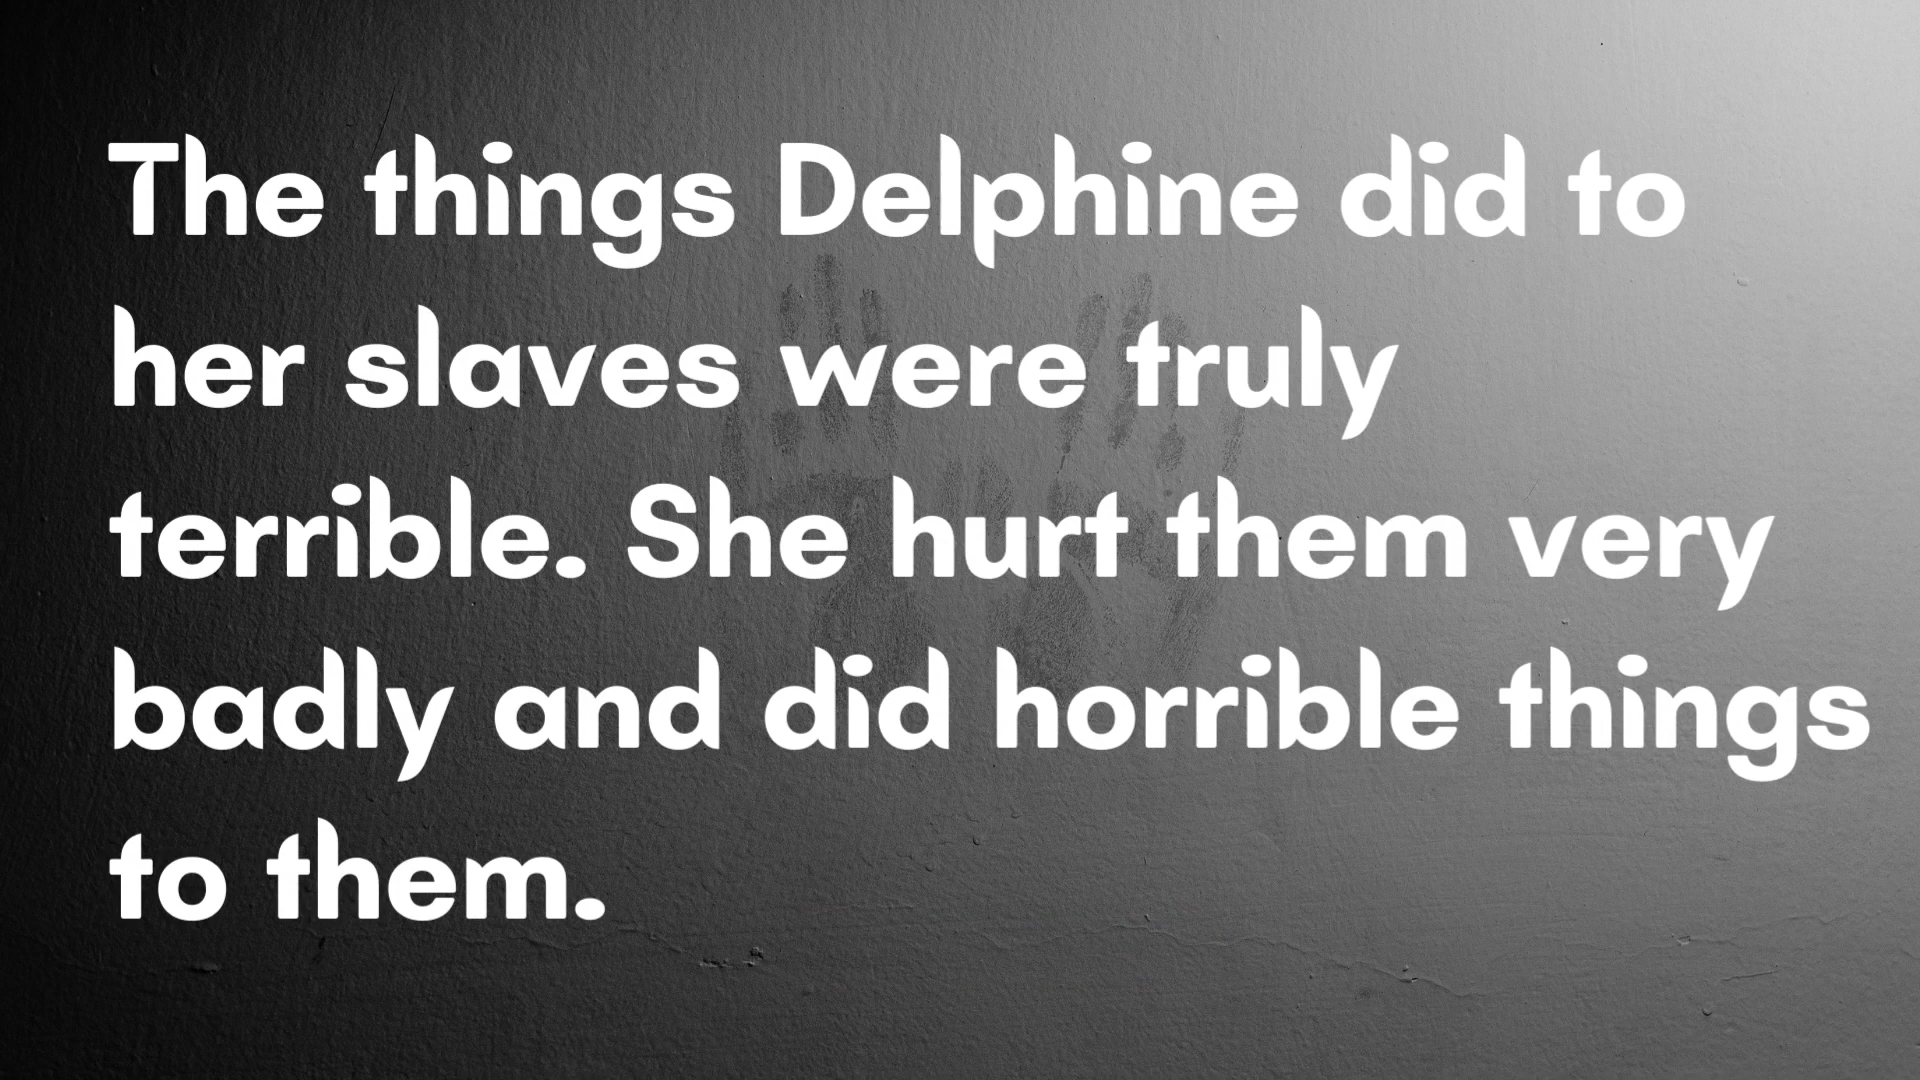 The things Delphine did to
her slaves were truly
terrible. She hurt them very
badly and did horrible things
to them.